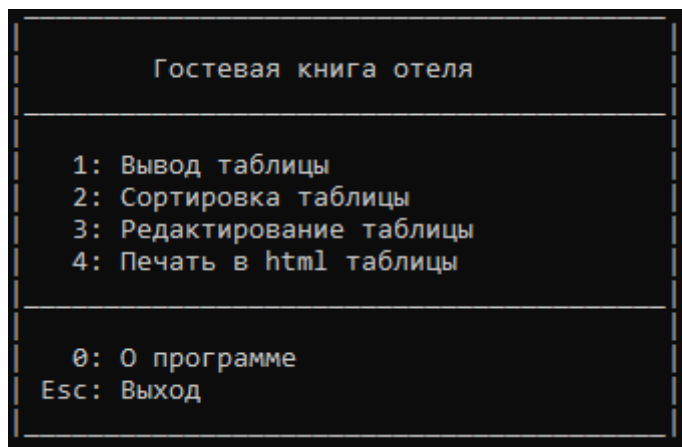 Гостевая книга отеля
1: Вывод таблицы
2: Сортировка таблицы
3: Редактирование таблицы
4: Печать в html таблицы
0: О программе
Esc: Выход